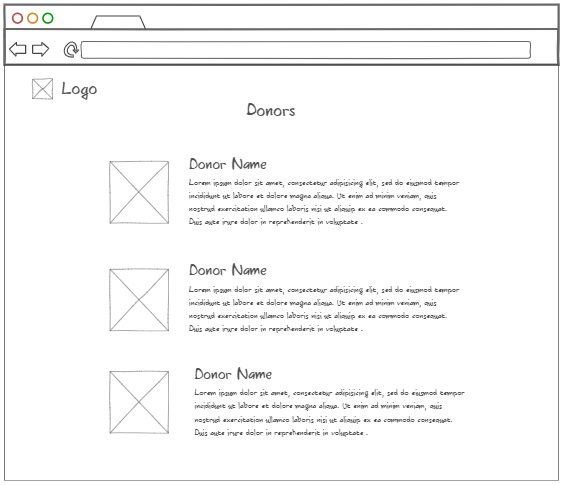 Logo
Donors
Donor Name
Lorem ipsum dolor sit amet, consectetur adipisicing elit, sed do eiusmod tempor
incididunt ut labore et dolore magna aliqua. Ut enim ad minim veniam, quis
nostrud exercitation ullamco laboris nisi ut aliquip ex ea commodo consequat.
Duis aute irure dolor in reprehenderit in voluptate .
Donor Name
Lorem ipsum dolor sit amet, consectetur adipisicing elit, sed do eiusmod tempor
incididunt ut labore et dolore magna aliqua. Ut enim ad minim veniam, quis
nostrud exercitation ullamco laboris nisi ut aliquip ex ea commodo consequat.
Duis aute irure dolor in reprehenderit in voluptate .
Donor Name
Lorem ipsum dolor sit amet, consectetur adipisicing elit, sed do eiusmod tempor
incididunt ut labore et dolore magna aliqua. Ut enim ad minim veniam, quis
nostrud exercitation ullamco laboris nisi ut aliquip ex ea commodo consequat.
Duis aute irure dolor in reprehenderit in voluptate .